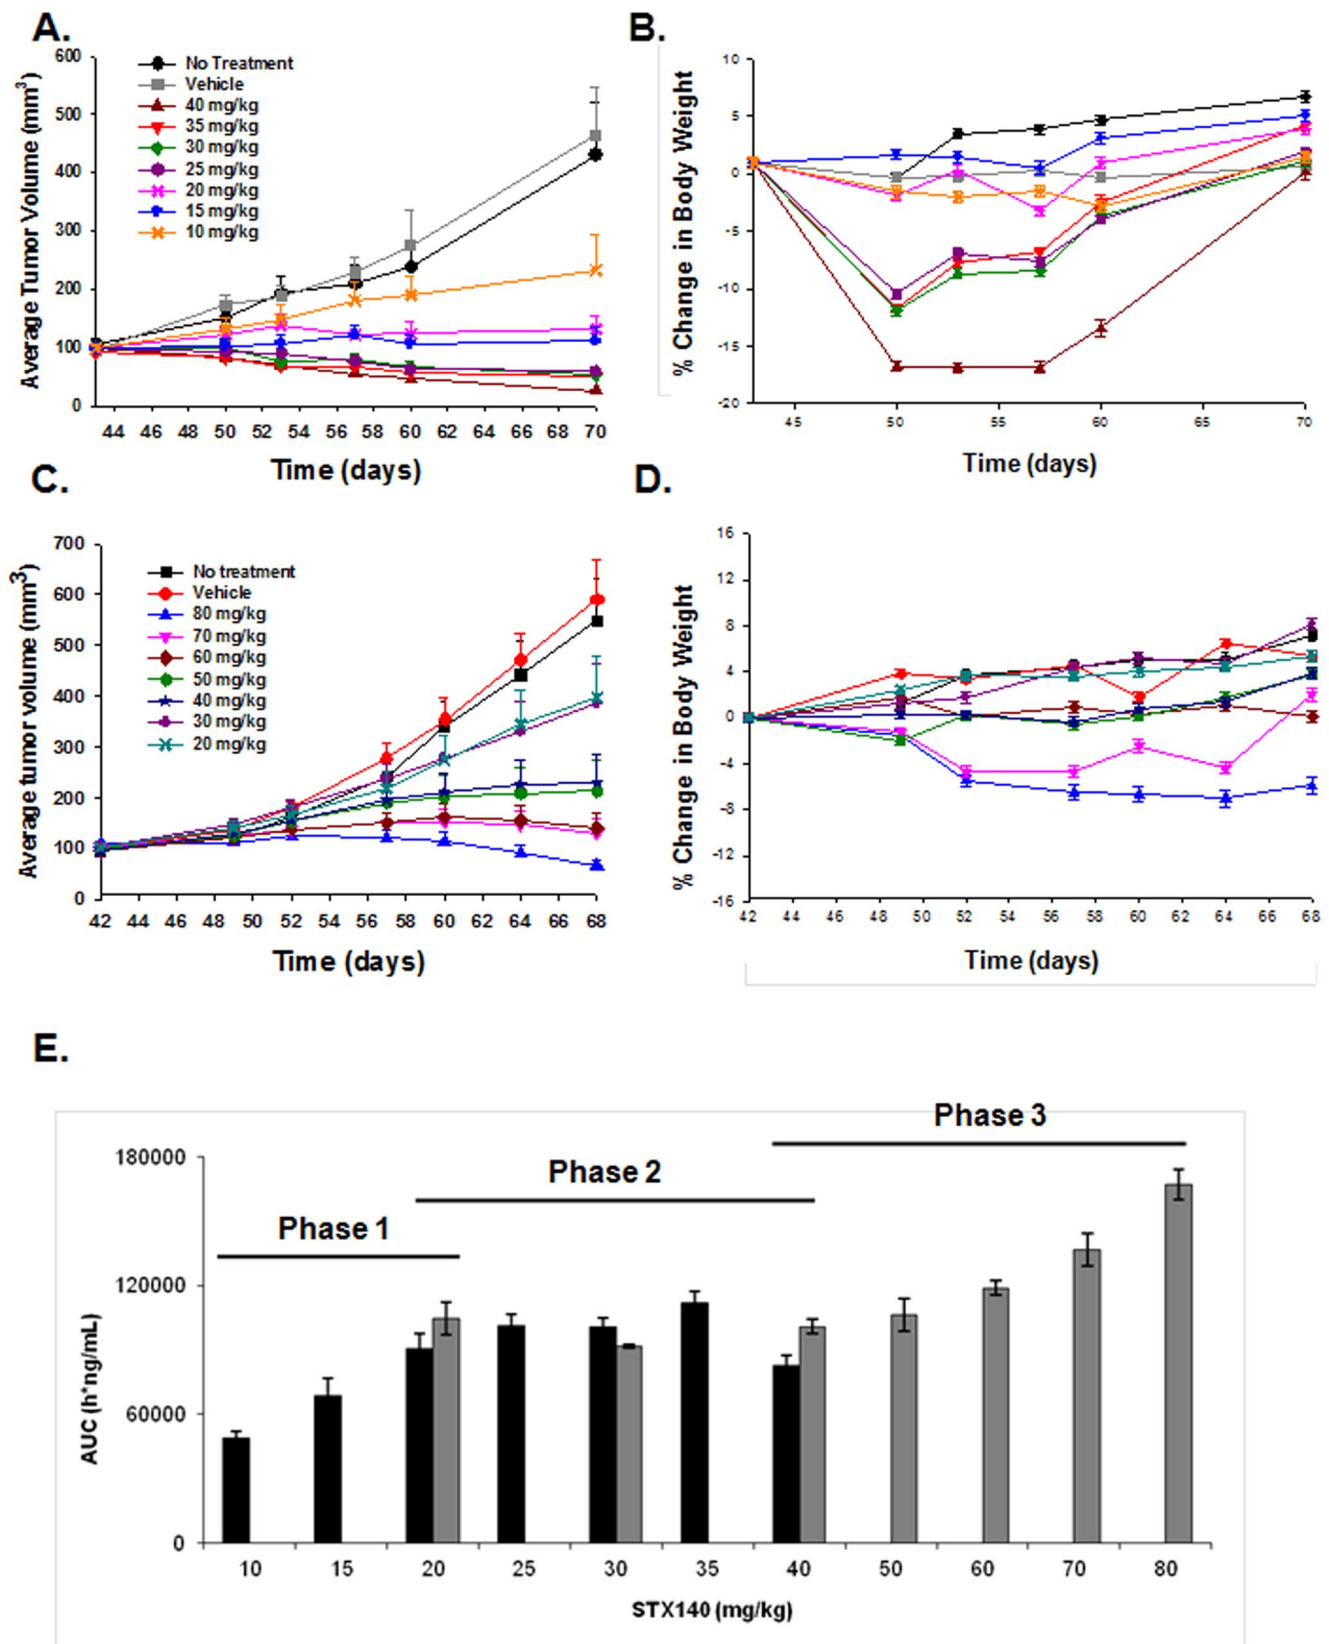 A.
600
500
400
300
200
100
0
Average Tumor Volume (mm3)
No Treatment
Vehicle
40 mg/kg
35 mg/kg
30 mg/kg
25 mg/kg
20 mg/kg
15 mg/kg
10 mg/kg
44 46 48 50 52 54 56 58 60 62 64 66 68 70
Time (days)
B.
10
5
0
-5
-10
-15
-20
% Change in Body Weight
45 50 55 60 65 70
Time (days)
C.
700
600
500
400
300
200
100
0
Average tumor volume (mm3)
No treatment
Vehicle
80 mg/kg
70 mg/kg
60 mg/kg
50 mg/kg
40 mg/kg
30 mg/kg
20 mg/kg
42 44 46 48 50 52 54 56 58 60 62 64 66 68
Time (days)
D.
16
12
8
4
0
-4
-8
-12
-16
% Change in Body Weight
42 44 46 48 50 52 54 56 58 60 62 64 66 68
Time (days)
E.
Phase 3
Phase 2
Phase 1
180000
120000
60000
0
AUC (h*ng/mL)
10 15 20 25 30 35 40 50 60 70 80
STX140 (mg/kg)